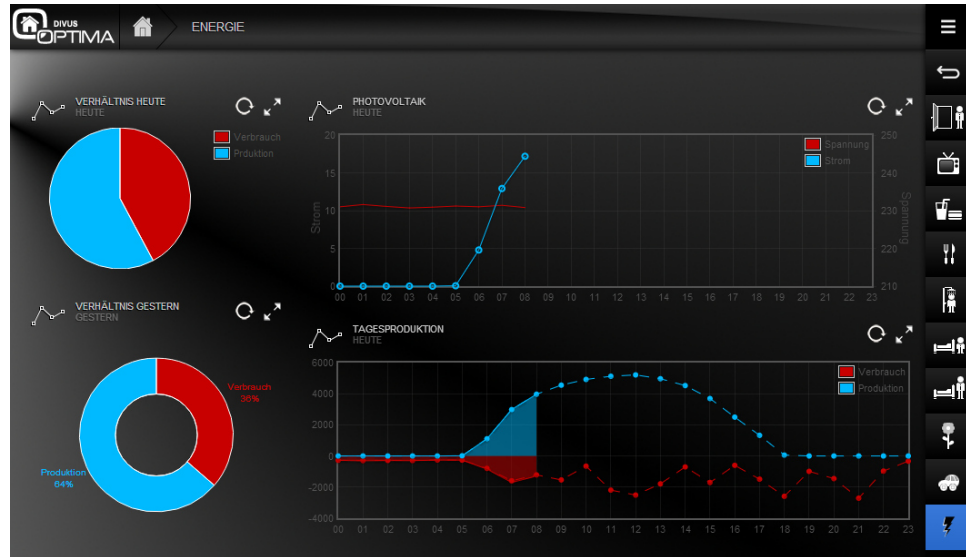 DIVUS
OPTIMA
ENERGIE
VERHÄLTNIS HEUTE
HEUTE
Verbrauch
Prduktion
PHOTOVOLTAIK
HEUTE
20
15
10
5
0
Strom
250
240
230
220
210
Spannung
Spannung
Strom
00 01 02 03 04 05 06 07 08 09 10 11 12 13 14 15 16 17 18 19 20 21 22 23
VERHÄLTNIS GESTERN
GESTERN
Verbrauch
36%
Produktion
64%
TAGESPRODUKTION
HEUTE
6000
4000
2000
0
-2000
-4000
Verbrauch
Produktion
00 01 02 03 04 05 06 07 08 09 10 11 12 13 14 15 16 17 18 19 20 21 22 23